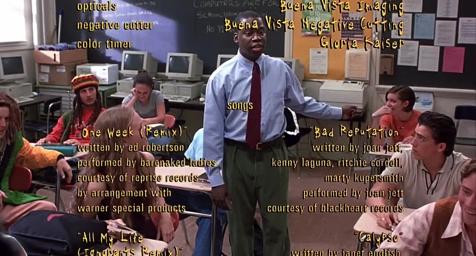 opticals Buena Vista Imaging
negative cutter Buena Vista Negative Cutting
color timer Gloria Kaiser
songs
"One Week (Remix)"
written by ed robertson
performed by barenaked ladies
courtesy of reprise records
by arrangement with
warner special products
"Bad Reputation"
written by joan jett
kenny laguna, ritchie cordell,
marty kupersmith
performed by joan jett
courtesy of blackheart records
"All My Life
written by janet english